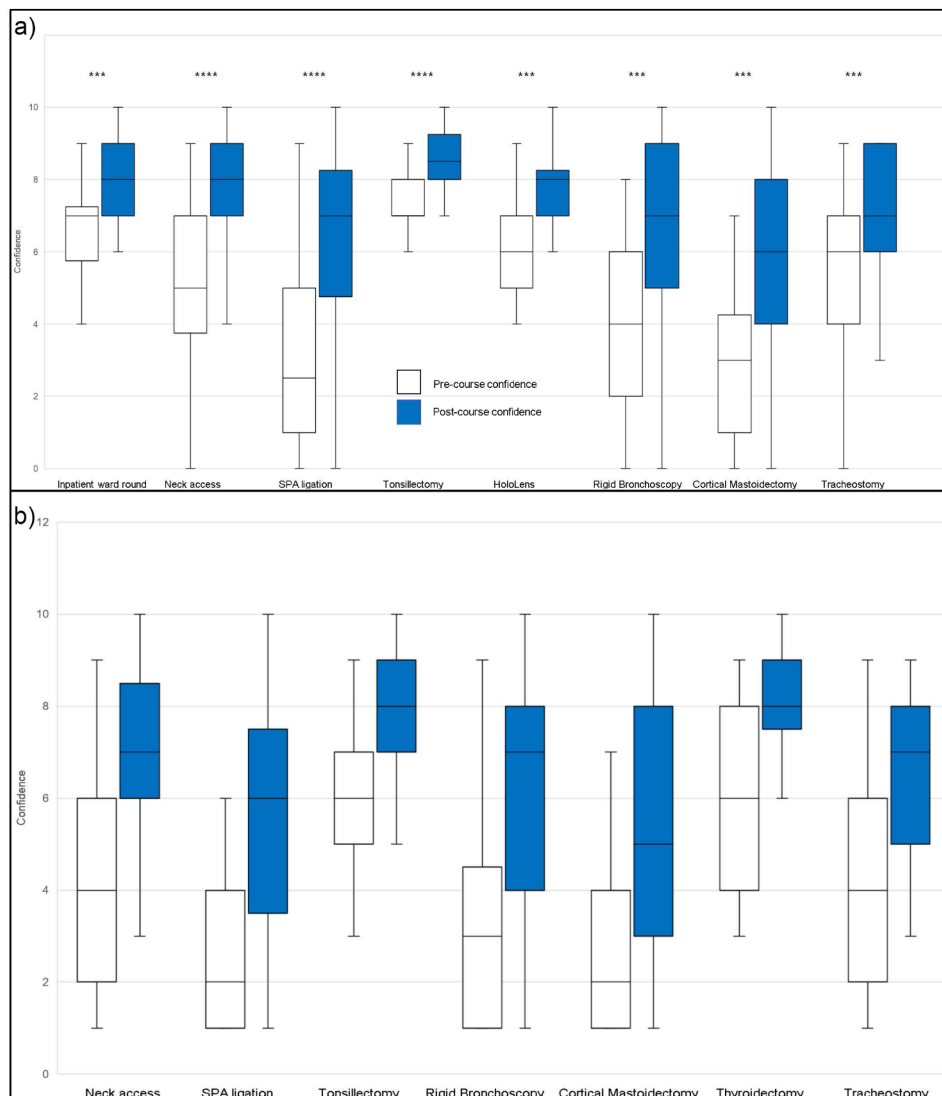 a)
*** **** **** **** *** *** *** ***
10
8
6
4
2
0
Confidence
Pre-course confidence
Post-course confidence
Inpatient ward round Neck access SPA ligation Tonsillectomy HoloLens Rigid Bronchoscopy Cortical Mastoidectomy Tracheostomy
b)
12
10
8
6
4
2
0
Confidence
Neck access SPA ligation Tonsillectomy Rigid Bronchoscopy Cortical Mastoidectomy Thyroidectomy Tracheostomy